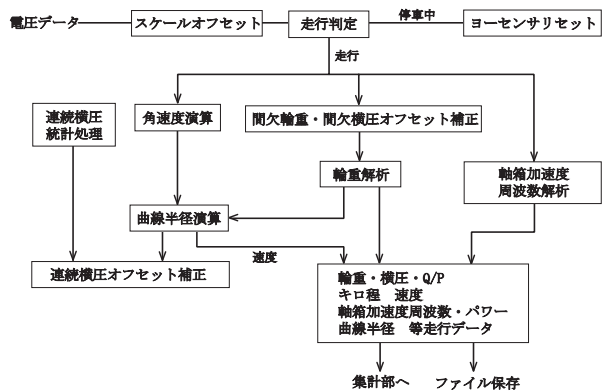 電圧データ
スケールオフセット
走行判定
停車中
ヨーセンサリセット
走行
連続横圧
統計処理
角速度演算
間欠輪重・間欠横圧オフセット補正
輪重解析
軸箱加速度
周波数解析
曲線半径演算
速度
連続横圧オフセット補正
輪重・横圧・Q/P
キロ程　速度
軸箱加速度周波数・パワー
曲線半径　等走行データ
集計部へ
ファイル保存